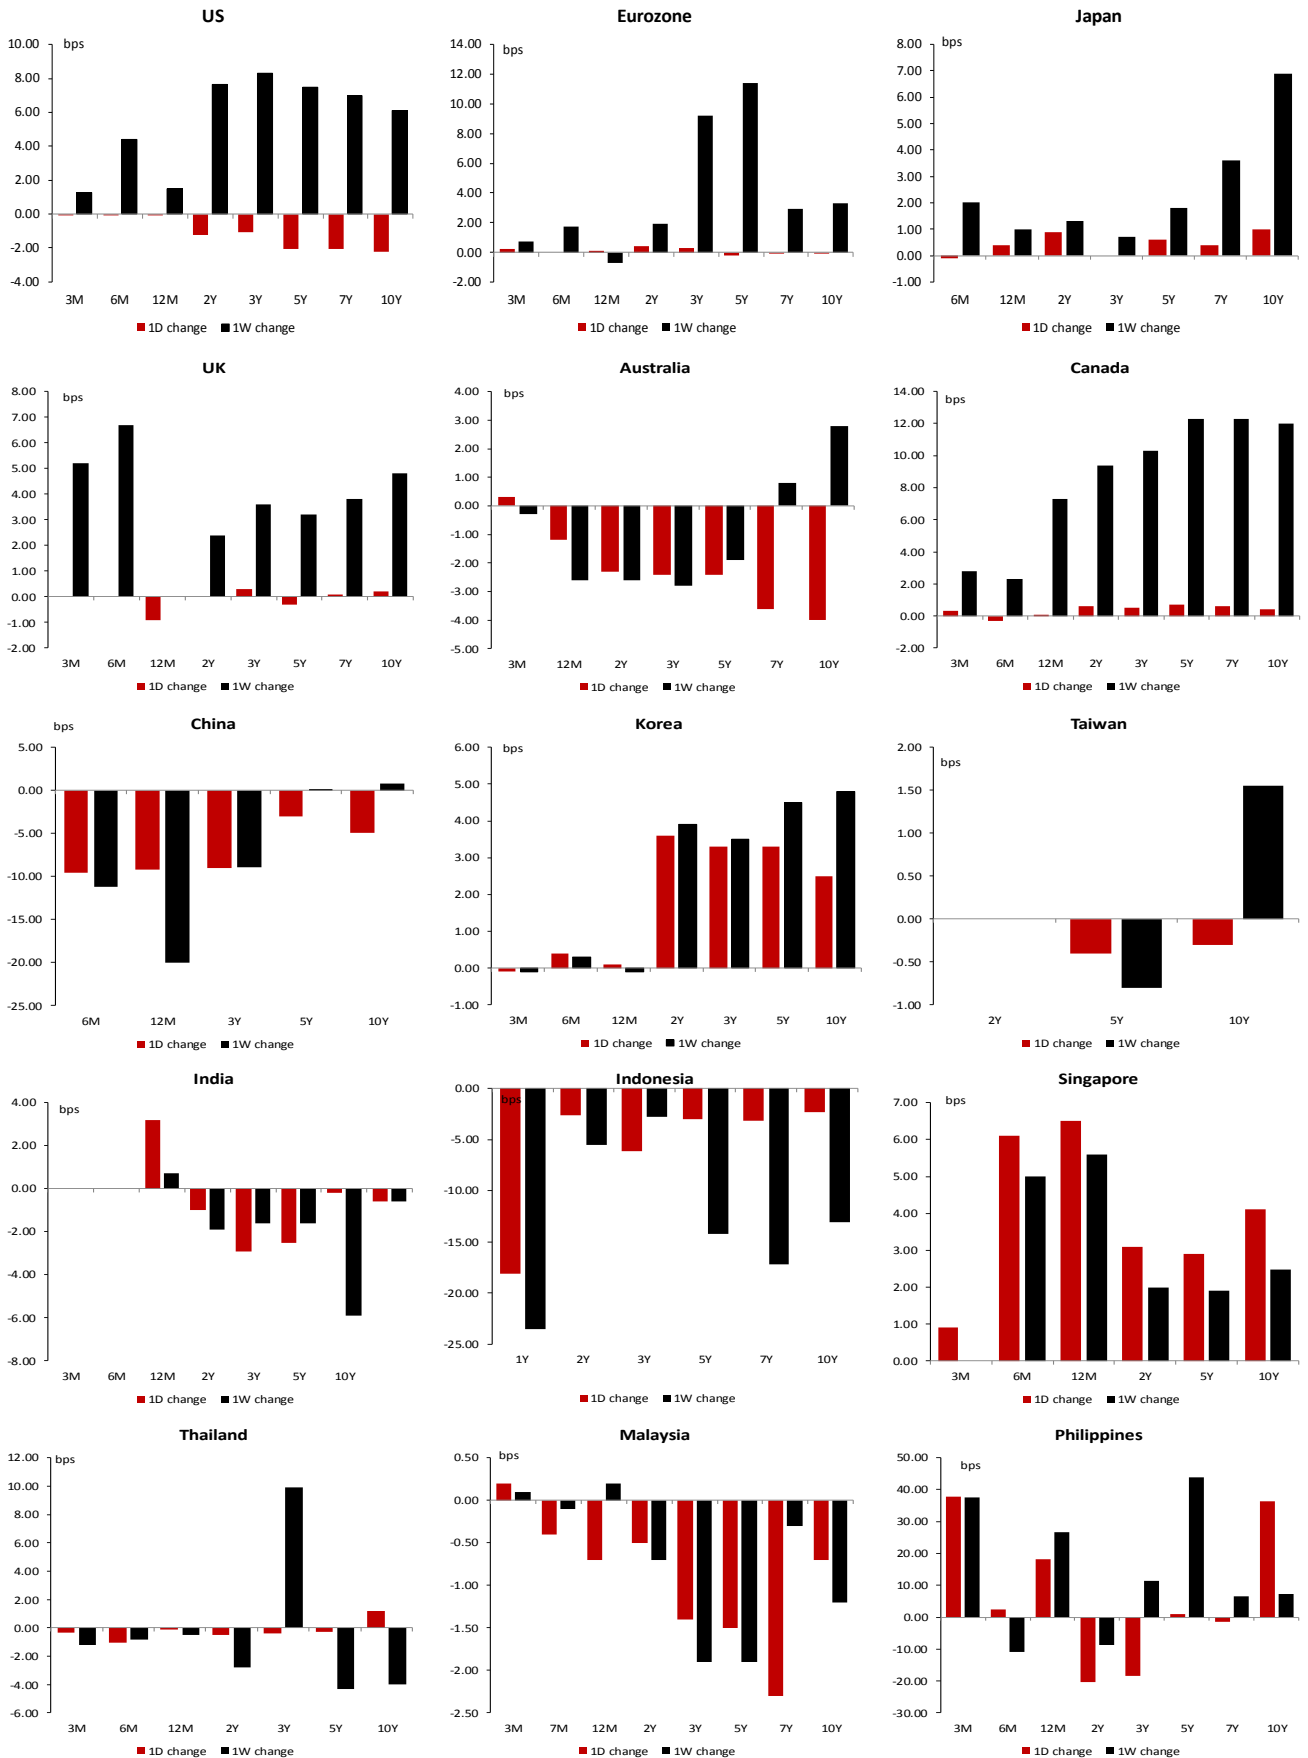 US
bps
10.00
8.00
6.00
4.00
2.00
0.00
-2.00
-4.00
3M 6M 12M 2Y 3Y 5Y 7Y 10Y
1D change 1W change
Eurozone
bps
14.00
12.00
10.00
8.00
6.00
4.00
2.00
0.00
-2.00
3M 6M 12M 2Y 3Y 5Y 7Y 10Y
1D change 1W change
Japan
bps
8.00
7.00
6.00
5.00
4.00
3.00
2.00
1.00
0.00
-1.00
6M 12M 2Y 3Y 5Y 7Y 10Y
1D change 1W change
UK
bps
8.00
7.00
6.00
5.00
4.00
3.00
2.00
1.00
0.00
-1.00
-2.00
3M 6M 12M 2Y 3Y 5Y 7Y 10Y
1D change 1W change
Australia
bps
4.00
3.00
2.00
1.00
0.00
-1.00
-2.00
-3.00
-4.00
-5.00
3M 12M 2Y 3Y 5Y 7Y 10Y
1D change 1W change
Canada
bps
14.00
12.00
10.00
8.00
6.00
4.00
2.00
0.00
-2.00
3M 6M 12M 2Y 3Y 5Y 7Y 10Y
1D change 1W change
China
bps
5.00
0.00
-5.00
-10.00
-15.00
-20.00
-25.00
6M 12M 3Y 5Y 10Y
1D change 1W change
Korea
bps
6.00
5.00
4.00
3.00
2.00
1.00
0.00
-1.00
3M 6M 12M 2Y 3Y 5Y 10Y
1D change 1W change
Taiwan
bps
2.00
1.50
1.00
0.50
0.00
-0.50
-1.00
2Y 5Y 10Y
1D change 1W change
India
bps
4.00
2.00
0.00
-2.00
-4.00
-6.00
-8.00
3M 6M 12M 2Y 3Y 5Y 10Y
1D change 1W change
Indonesia
bps
0.00
-5.00
-10.00
-15.00
-20.00
-25.00
1Y 2Y 3Y 5Y 7Y 10Y
1D change 1W change
Singapore
bps
7.00
6.00
5.00
4.00
3.00
2.00
1.00
0.00
3M 6M 12M 2Y 5Y 10Y
1D change 1W change
Thailand
bps
12.00
10.00
8.00
6.00
4.00
2.00
0.00
-2.00
-4.00
-6.00
3M 6M 12M 2Y 3Y 5Y 10Y
1D change 1W change
Malaysia
bps
0.50
0.00
-0.50
-1.00
-1.50
-2.00
-2.50
3M 7M 12M 2Y 3Y 5Y 7Y 10Y
1D change 1W change
Philippines
bps
50.00
40.00
30.00
20.00
10.00
0.00
-10.00
-20.00
-30.00
3M 6M 12M 2Y 3Y 5Y 7Y 10Y
1D change 1W change